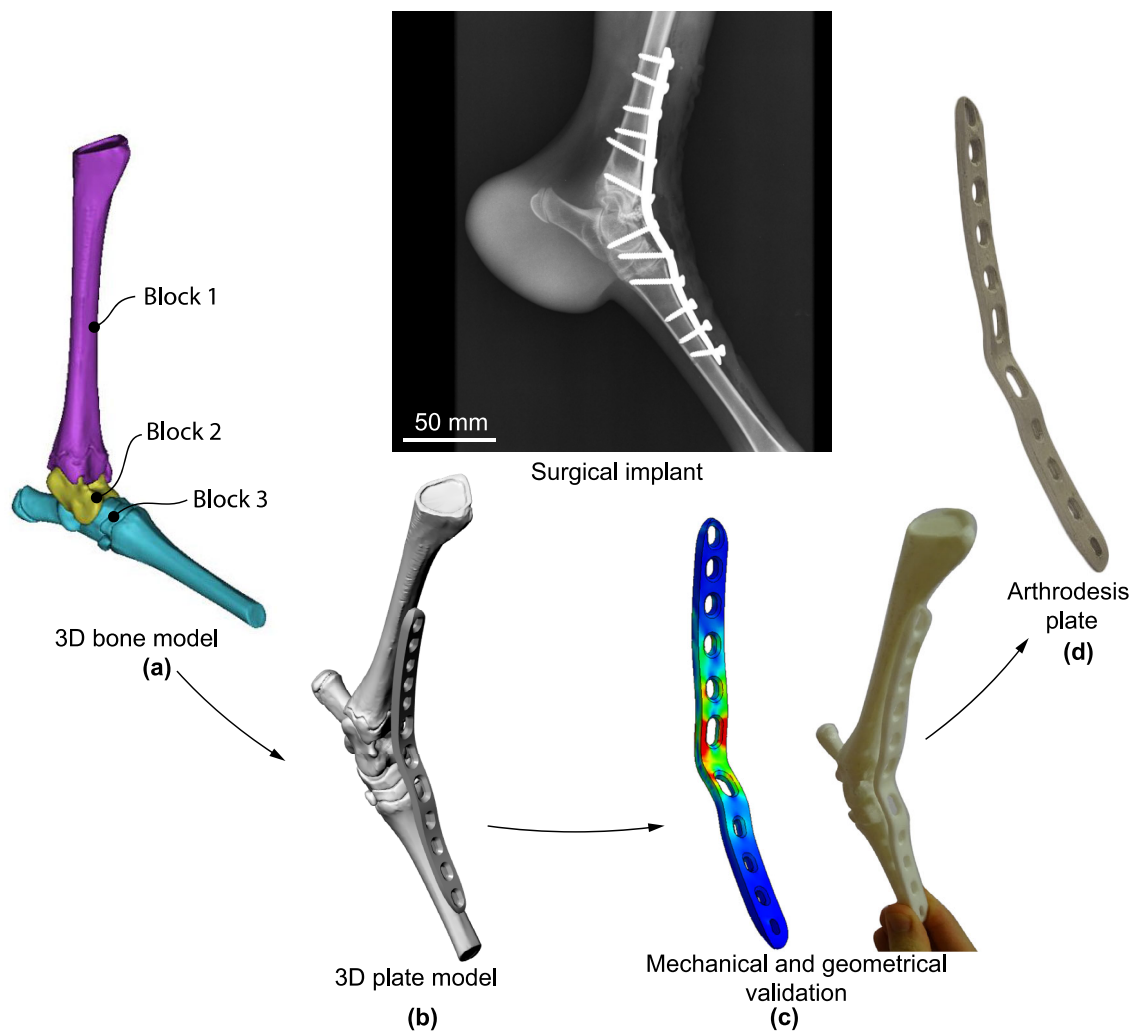 Block 1
Block 2
Block 3
3D bone model
(a)
50 mm
Surgical implant
3D plate model
(b)
Mechanical and geometrical
validation
(c)
Arthrodesis
plate
(d)